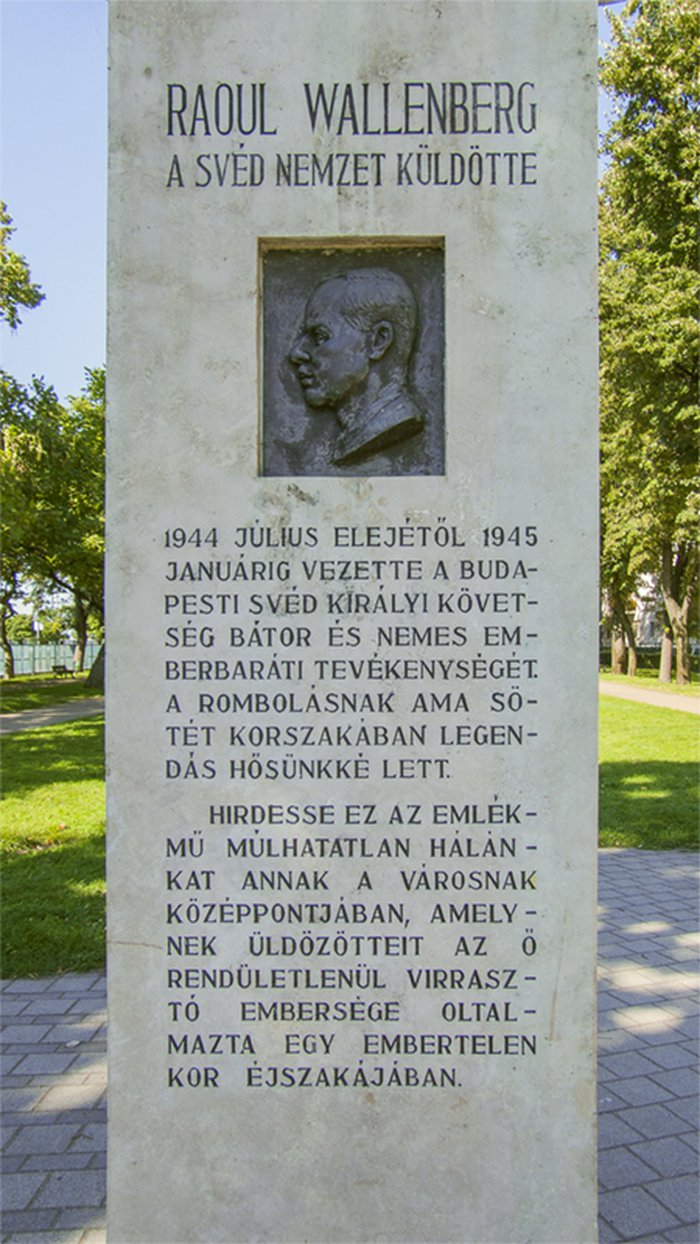 RAOUL WALLENBERG
A SVÉD NEMZET KÜLDÖTTE
1944 JÚLIUS ELEJÉTŐL 1945
JANUÁRIG VEZETTE A BUDA-
PESTI SVÉD KIRÁLYI KÖVET-
SÉG BÁTOR ÉS NEMES EM-
BERBARÁTI TEVÉKENYSÉGÉT.
A ROMBOLÁSNAK AMA SÖ-
TÉT KORSZAKÁBAN LEGEN-
DÁS HŐSÜNKKÉ LETT.
HIRDESSE EZ AZ EMLÉK-
MŰ MÚLHATATLAN HÁLÁN-
KAT ANNAK A VÁROSNAK
KÖZÉPPONTJÁBAN, AMELY-
NEK ÜLDÖZÖTTEIT AZ Ő
RENDÜLETLENÜL VIRRASZ-
TÓ EMBERSÉGE OLTAL-
MAZTA EGY EMBERTELEN
KOR ÉJSZAKÁJÁBAN.